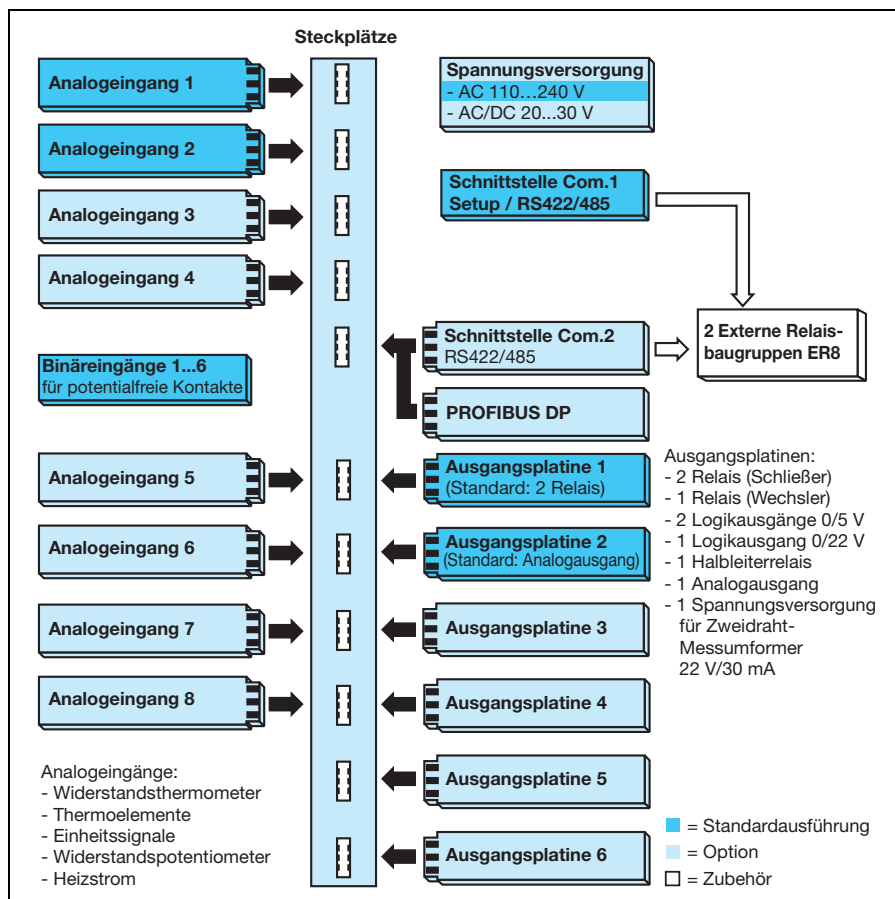 Steckplätze
Analogeingang 1
Analogeingang 2
Analogeingang 3
Analogeingang 4
Binäreingänge 1...6
für potentialfreie Kontakte
Analogeingang 5
Analogeingang 6
Analogeingang 7
Analogeingang 8
Analogeingänge:
- Widerstandsthermometer
- Thermoelemente
- Einheitssignale
- Widerstandspotentiometer
- Heizstrom
Spannungsversorgung
- AC 110...240 V
- AC/DC 20...30 V
Schnittstelle Com.1
Setup / RS422/485
Schnittstelle Com.2
RS422/485
PROFIBUS DP
2 Externe Relais-
baugruppen ER8
Ausgangsplatine 1
(Standard: 2 Relais)
Ausgangsplatine 2
(Standard: Analogausgang)
Ausgangsplatine 3
Ausgangsplatine 4
Ausgangsplatine 5
Ausgangsplatine 6
Ausgangsplatinen:
- 2 Relais (Schließer)
- 1 Relais (Wechsler)
- 2 Logikausgänge 0/5 V
- 1 Logikausgang 0/22 V
- 1 Halbleiterrelais
- 1 Analogausgang
- 1 Spannungsversorgung
für Zweidraht-
Messumformer
22 V/30 mA
= Standardausführung
= Option
= Zubehör